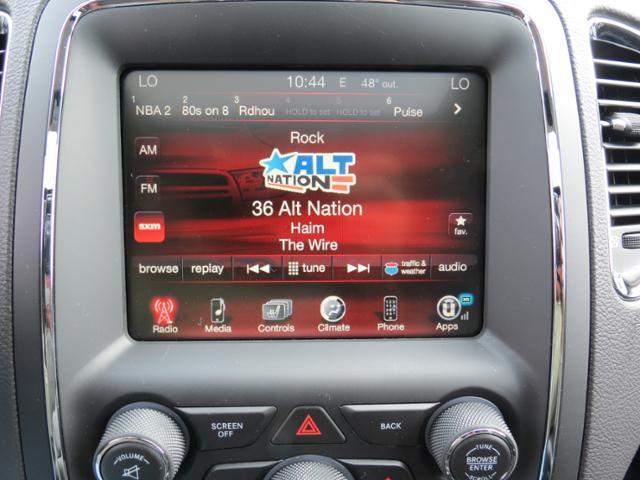 LO 10:44 E 48° out. LO
1 NBA 2 2 80s on 8 3 Rdhou 4 HOLD to set 5 HOLD to set 6 Pulse
Rock
AM
ALT
NATION
FM
36 Alt Nation
sxm
Haim
fav.
The Wire
browse replay tune traffic & weather audio
Radio Media Controls Climate Phone Apps
SCREEN OFF
BACK
VOLUME
TUNE
BROWSE
ENTER
SCROLL